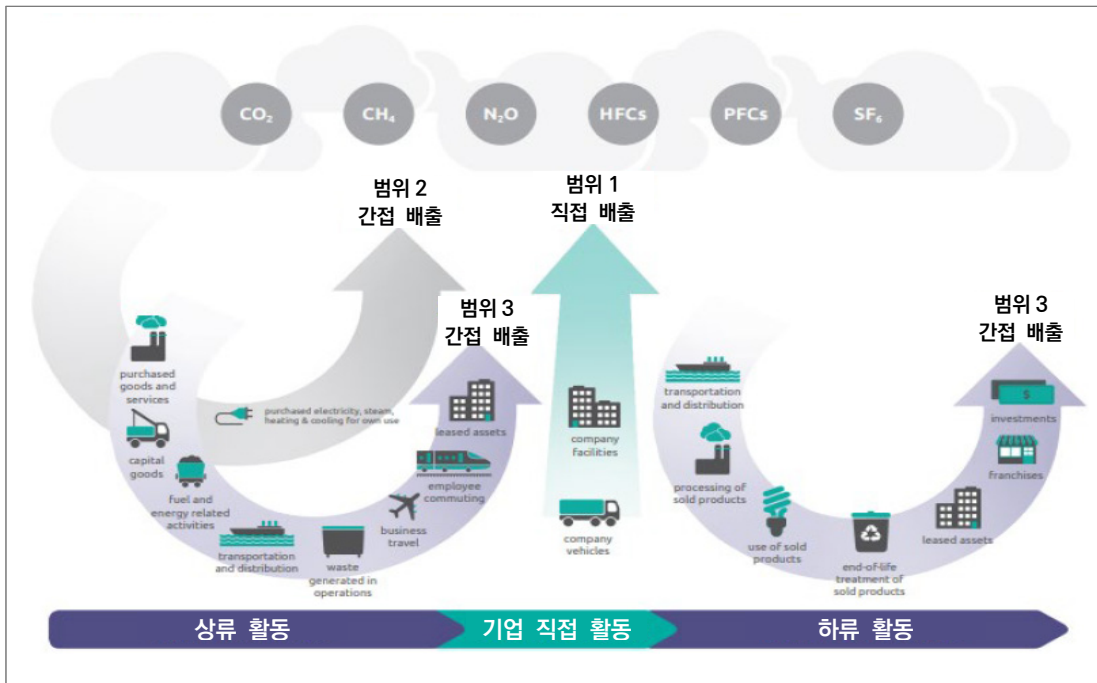 CO₂
CH₄
N₂O
HFCs
PFCs
SF₆
범위 2
간접 배출
범위 1
직접 배출
범위 3
간접 배출
범위 3
간접 배출
purchased
goods and
services
capital
goods
fuel and
energy related
activities
transportation
and distribution
waste
generated in
operations
business
travel
employee
commuting
leased assets
purchased electricity, steam,
heating & cooling for own use
company
facilities
company
vehicles
transportation
and distribution
processing of
sold products
use of sold
products
end-of-life
treatment of
sold products
leased assets
franchises
$
investments
상류 활동
기업 직접 활동
하류 활동